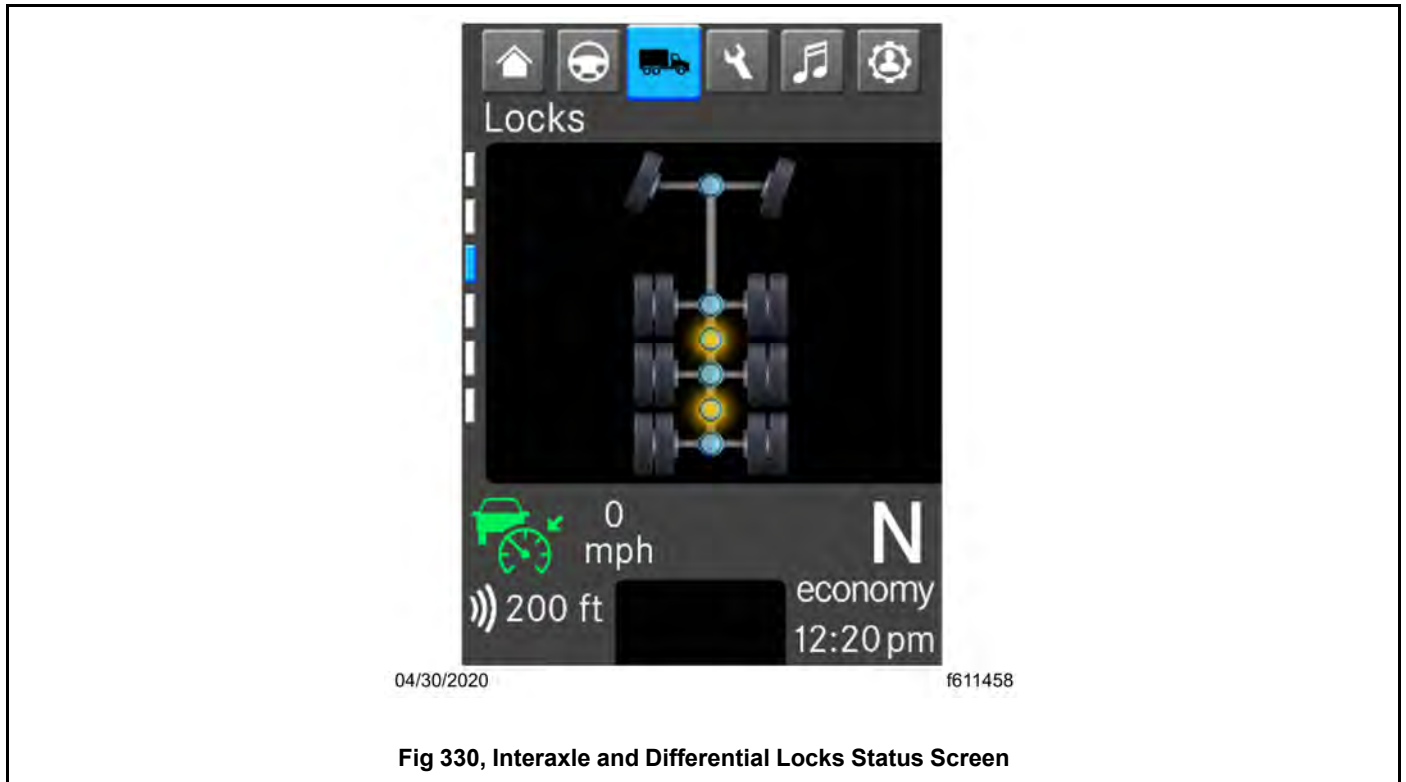 Locks
0
mph
N
economy
200 ft
12:20 pm
04/30/2020
f611458
Fig 330, Interaxle and Differential Locks Status Screen